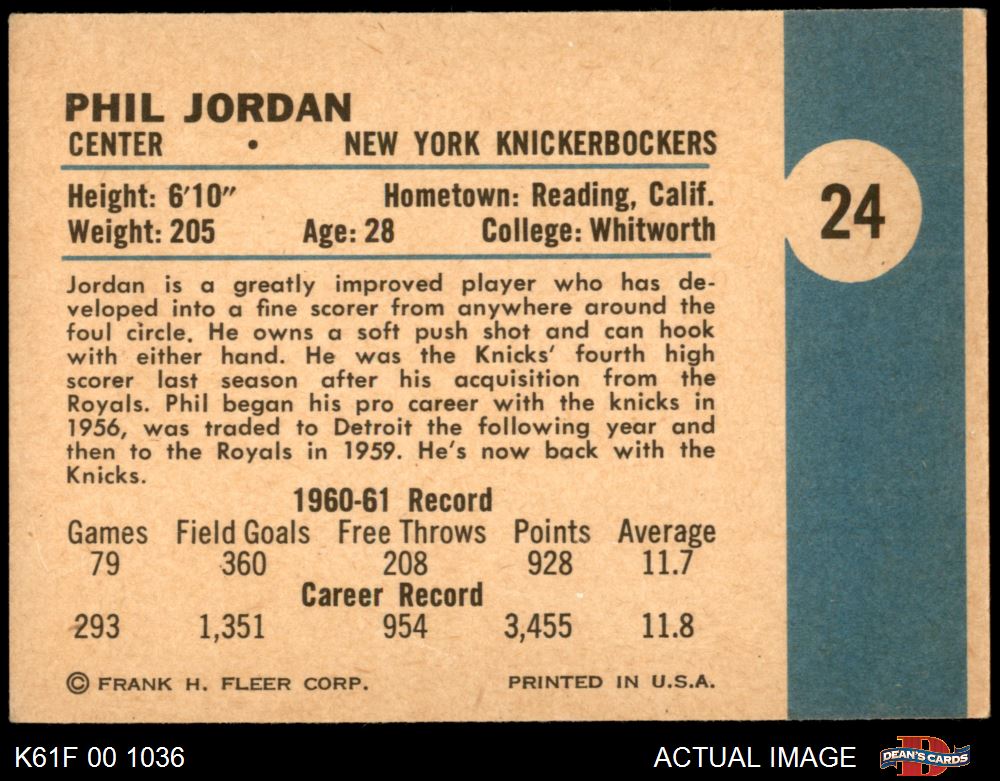 PHIL JORDAN
CENTER • NEW YORK KNICKERBOCKERS
Height: 6'10" Hometown: Reading, Calif.
Weight: 205 Age: 28 College: Whitworth
24
Jordan is a greatly improved player who has de-
veloped into a fine scorer from anywhere around the
foul circle. He owns a soft push shot and can hook
with either hand. He was the Knicks' fourth high
scorer last season after his acquisition from the
Royals. Phil began his pro career with the knicks in
1956, was traded to Detroit the following year and
then to the Royals in 1959. He's now back with the
Knicks.
1960-61 Record
Games Field Goals Free Throws Points Average
79 360 208 928 11.7
Career Record
293 1,351 954 3,455 11.8
© FRANK H. FLEER CORP. PRINTED IN U.S.A.
K61F 00 1036 ACTUAL IMAGE DEAN'S CARDS